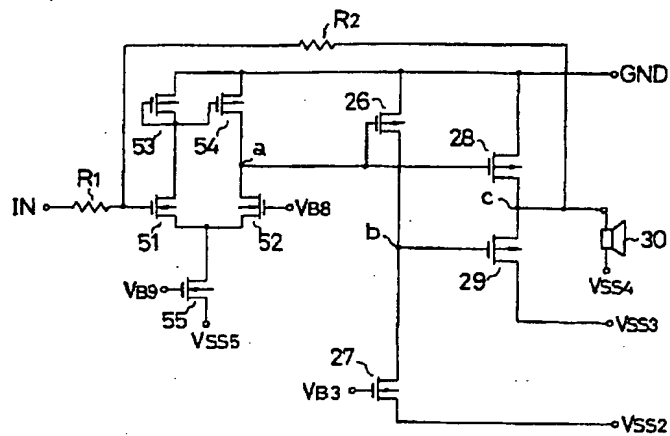 R2
GND
26
53
54
a
28
R1
c
IN
VB8
51
52
b
30
29
VSS4
VB9
55
VSS5
VSS3
27
VB3
VSS2